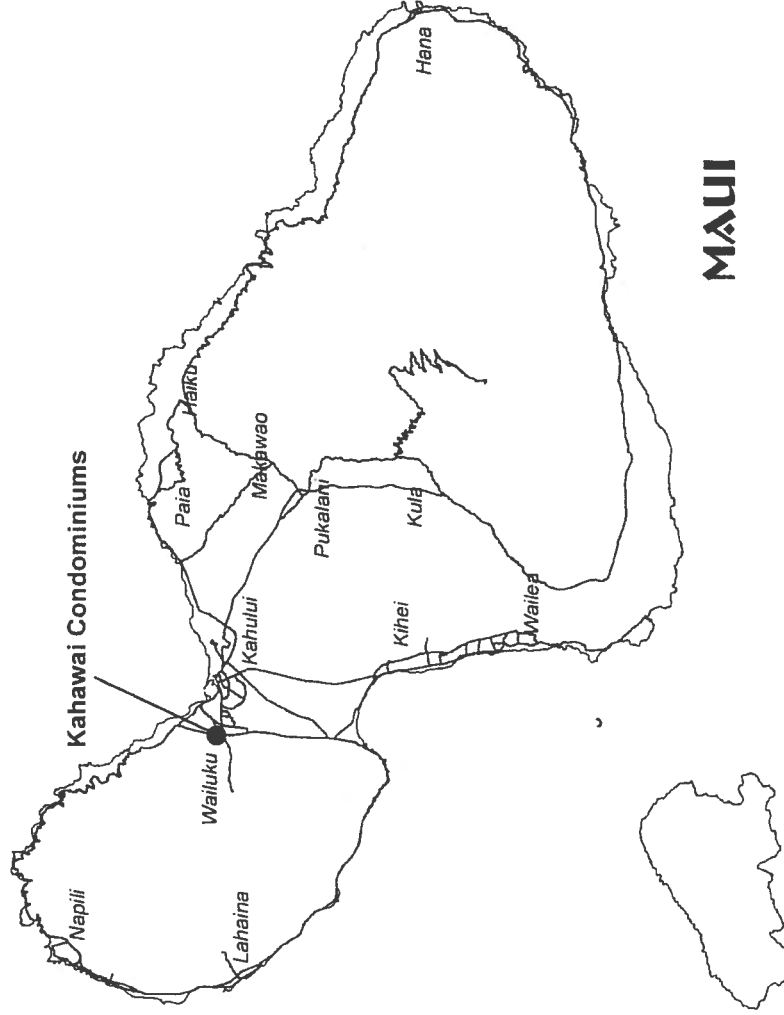 Kahawai Condominiums
Napili
Lahaina
Wailuku
Kahului
Paia
Haiku
Makawao
Pukalani
Kula
Kihei
Wailea
Hana
MAUI